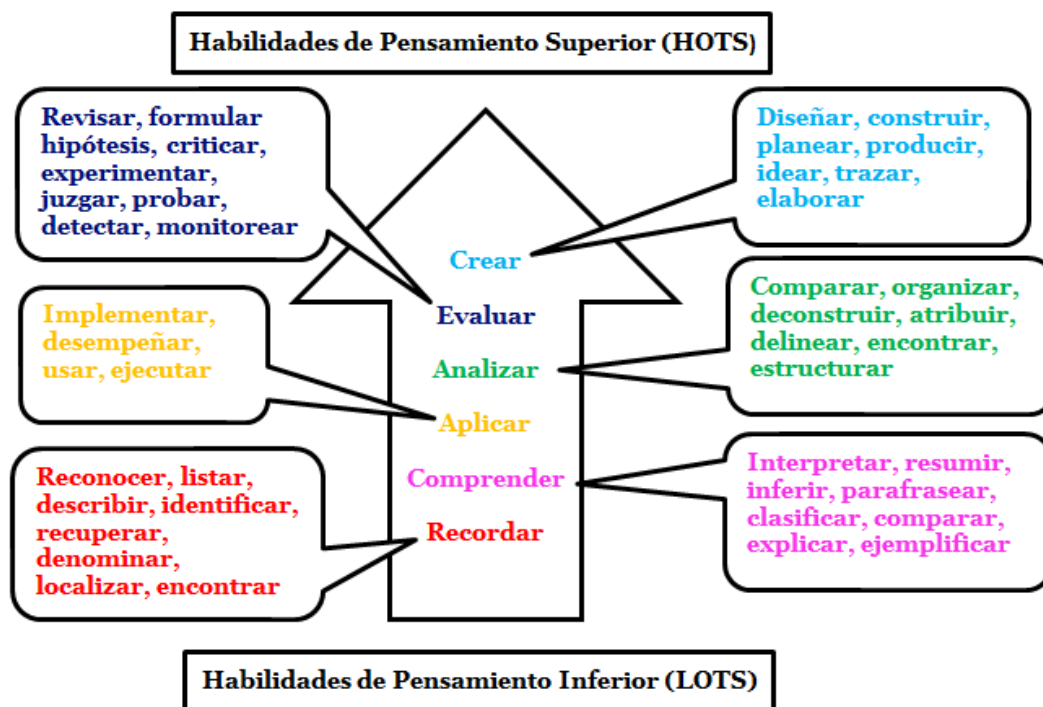 Habilidades de Pensamiento Superior (HOTS)
Revisar, formular
hipótesis, criticar,
experimentar,
juzgar, probar,
detectar, monitorear
Diseñar, construir,
planear, producir,
idear, trazar,
elaborar
Crear
Evaluar
Analizar
Aplicar
Comprender
Recordar
Implementar,
desempeñar,
usar, ejecutar
Comparar, organizar,
deconstruir, atribuir,
delinear, encontrar,
estructurar
Reconocer, listar,
describir, identificar,
recuperar,
denominar,
localizar, encontrar
Interpretar, resumir,
inferir, parafrasear,
clasificar, comparar,
explicar, ejemplificar
Habilidades de Pensamiento Inferior (LOTS)